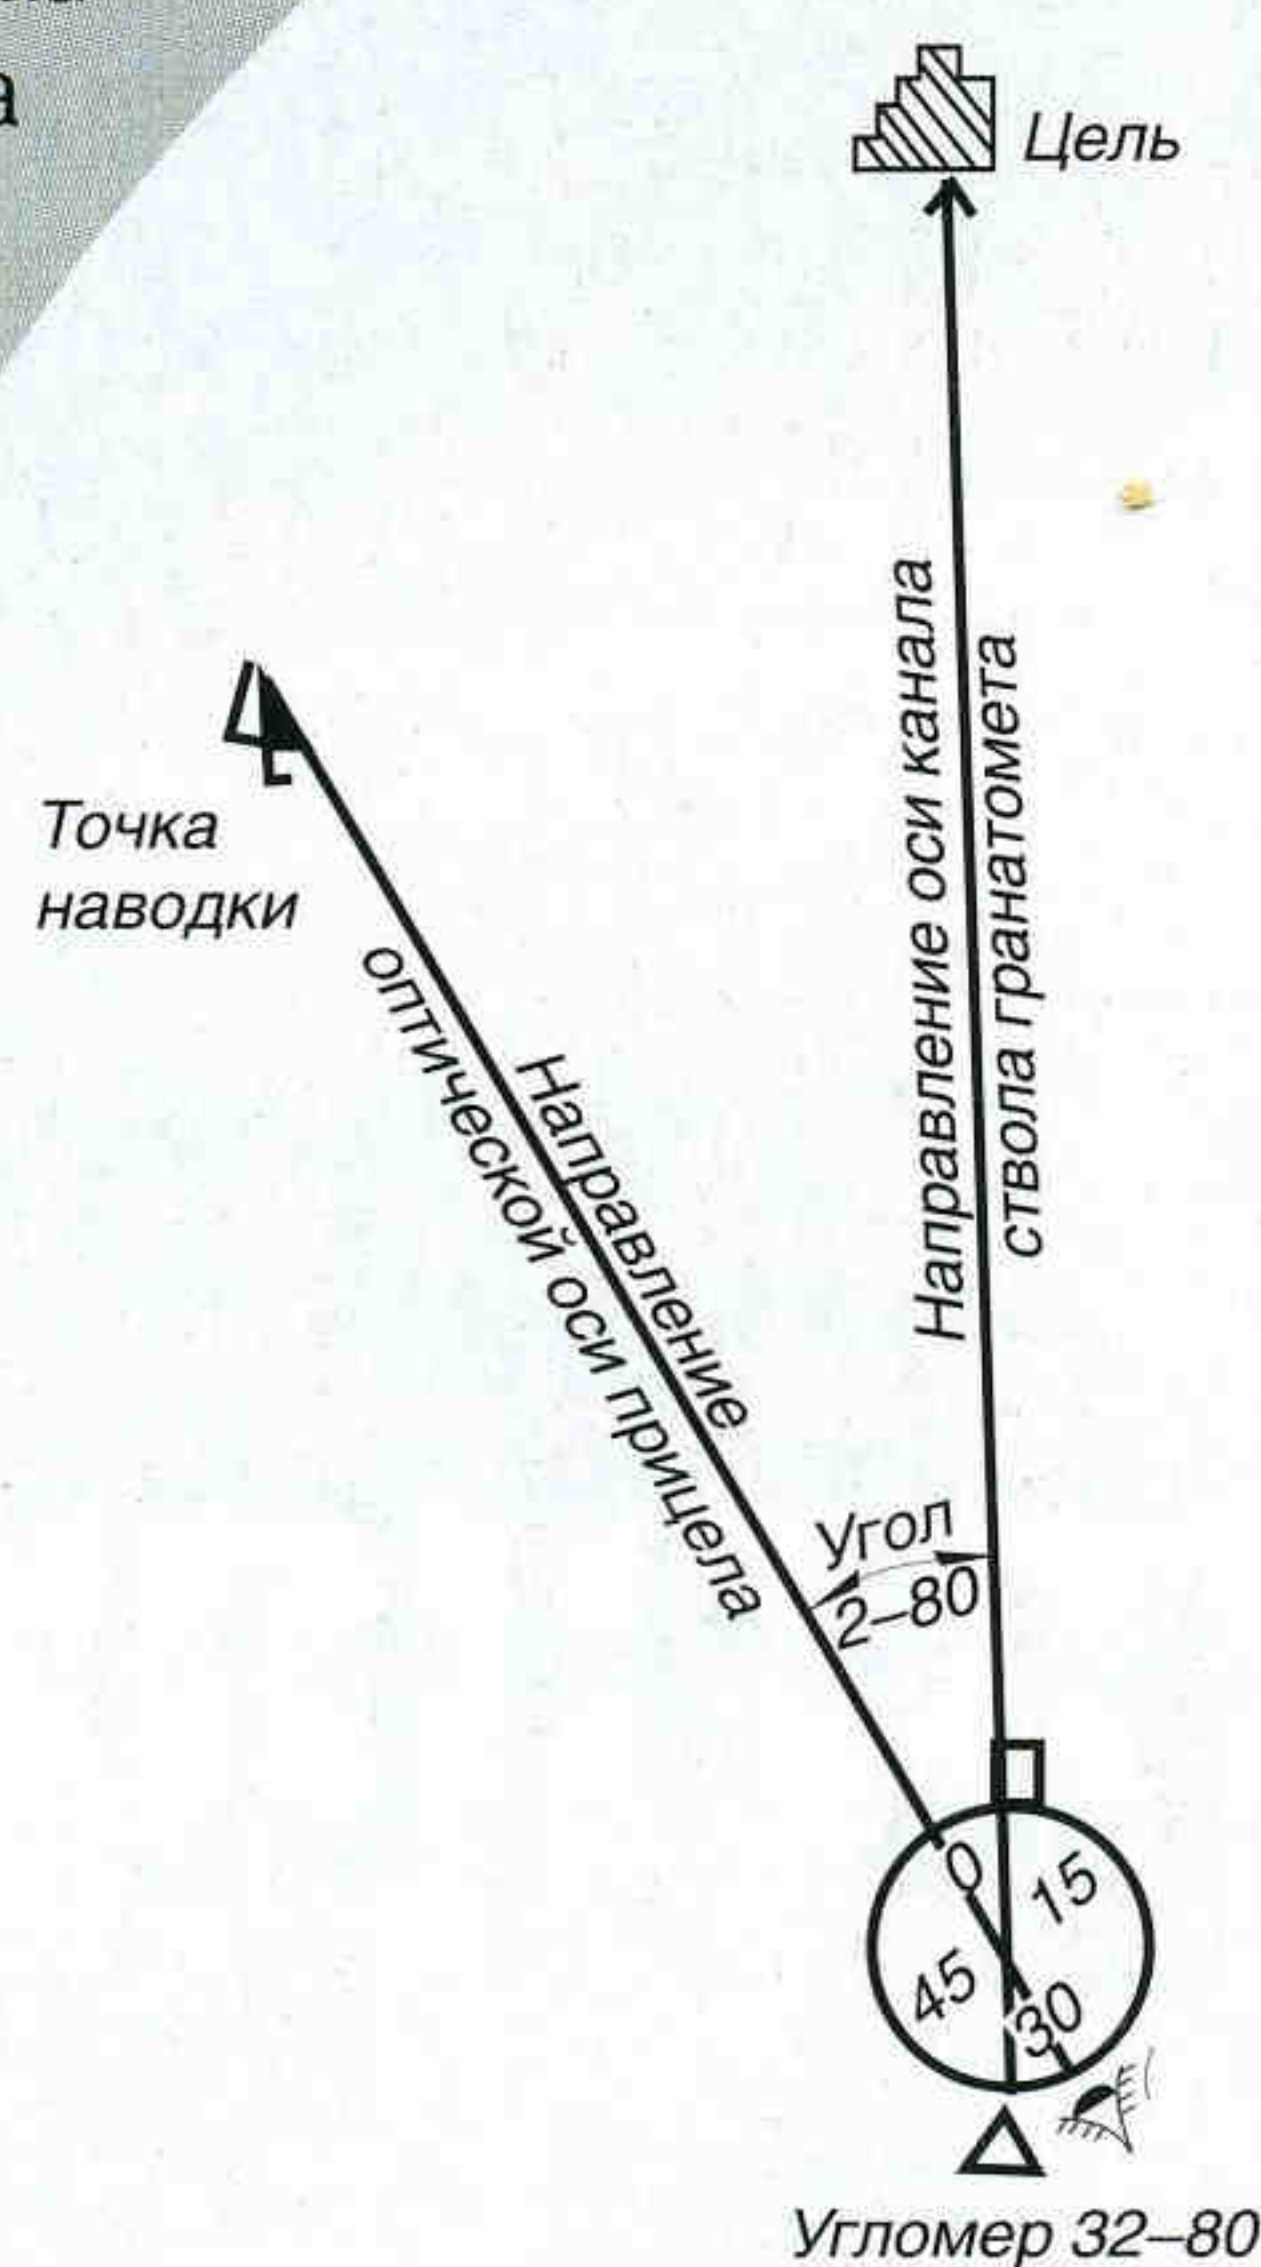 а
Цель
Направление оси канала
ствола гранатомета
Точка
наводки
Направление
оптической оси прицела
Угол
2–80
0
15
45
30
Угломер 32–80